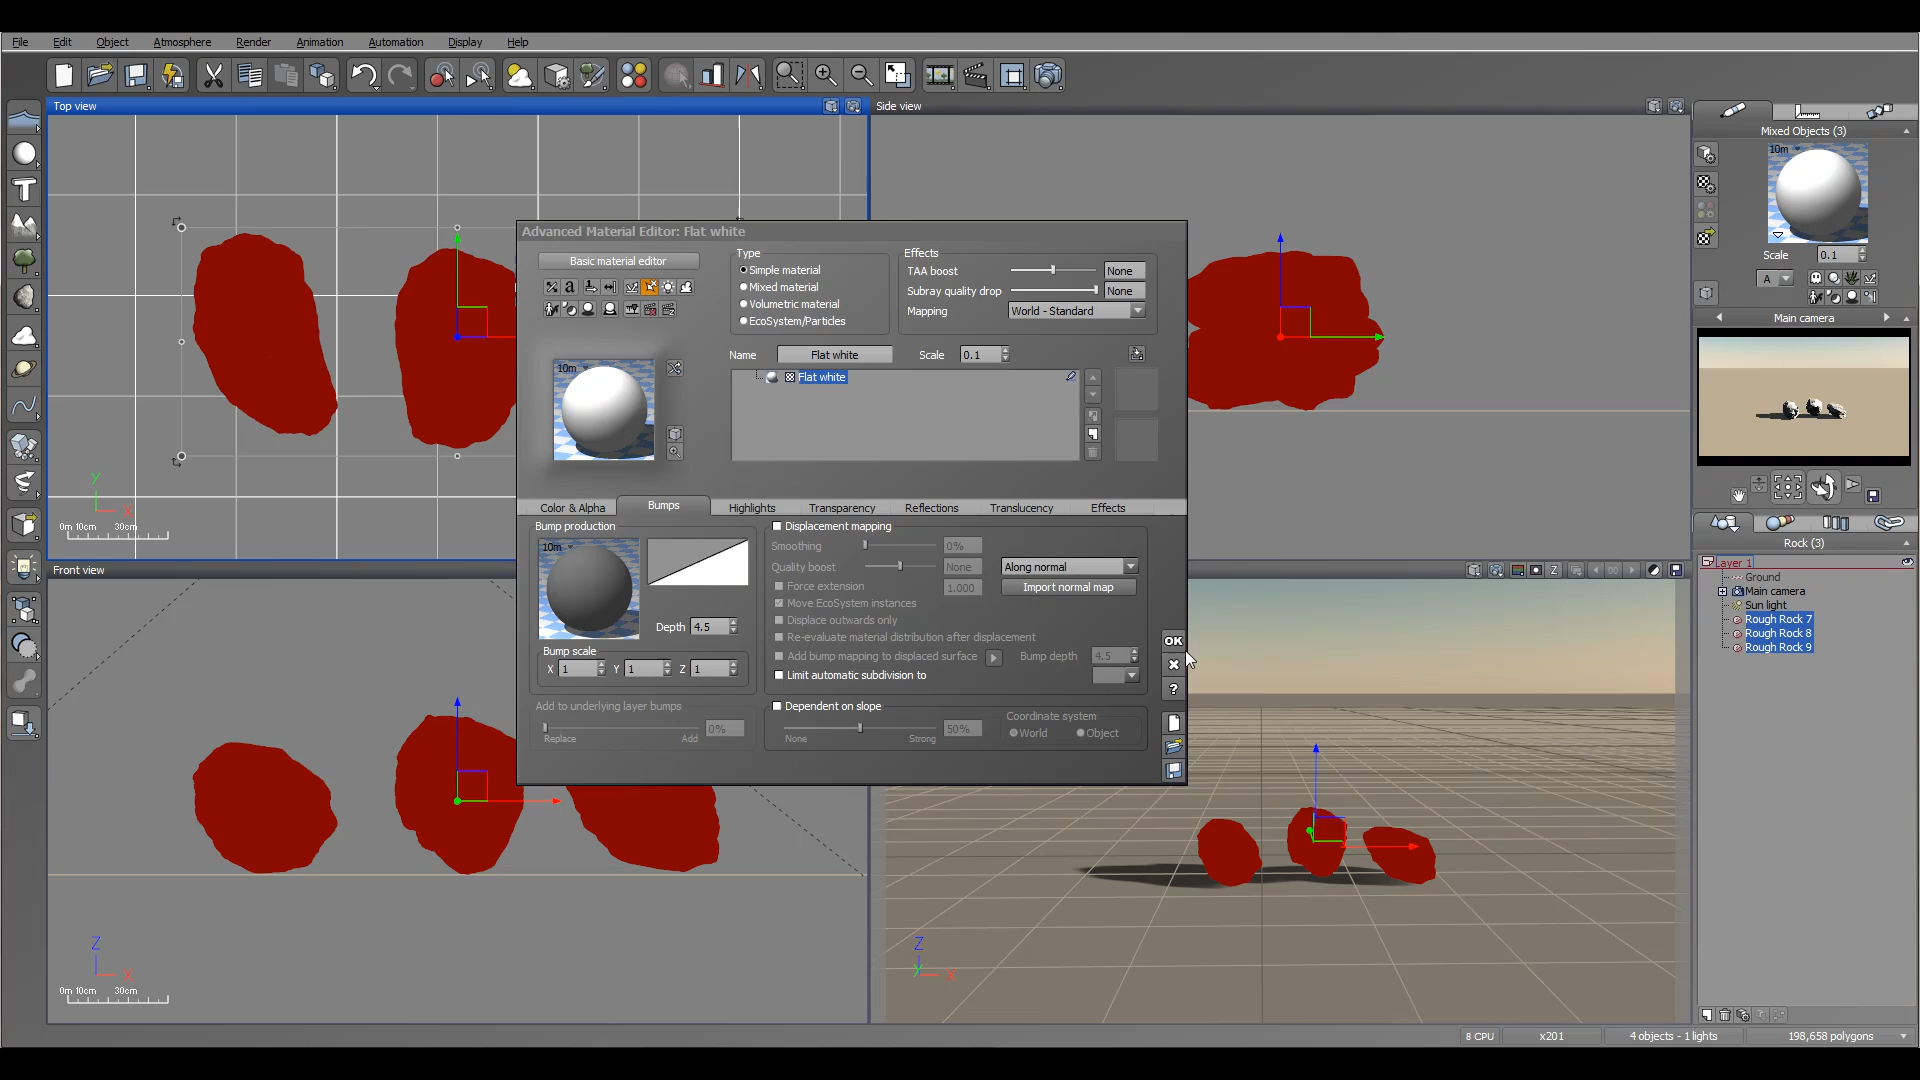 File Edit Object Atmosphere Render Animation Automation Display Help
Top view
Side view
Mixed Objects (3)
10m
Scale 0.1
A
Main camera
Advanced Material Editor: Flat white
Basic material editor
Type
Simple material
Mixed material
Volumetric material
EcoSystem/Particles
Effects
TAA boost None
Subray quality drop None
Mapping World - Standard
Name Flat white Scale 0.1
10m
Flat white
Color & Alpha Bumps Highlights Transparency Reflections Translucency Effects
Bump production
10m
Depth 4.5
Bump scale
X 1 Y 1 Z 1
Add to underlying layer bumps
0%
Replace Add
Displacement mapping
Smoothing 0%
Quality boost None Along normal
Force extension 1.000 Import normal map
Move EcoSystem instances
Displace outwards only
Re-evaluate material distribution after displacement
Add bump mapping to displaced surface Bump depth 4.5
Limit automatic subdivision to
Dependent on slope
50%
None Strong
Coordinate system
World Object
OK
?
Y
X
0m 10cm 30cm
Front view
Z
X
0m 10cm 30cm
Z
Z
Y
X
Rock (3)
Layer 1
Ground
Main camera
Sun light
Rough Rock 7
Rough Rock 8
Rough Rock 9
8 CPU x201 4 objects - 1 lights 198,658 polygons